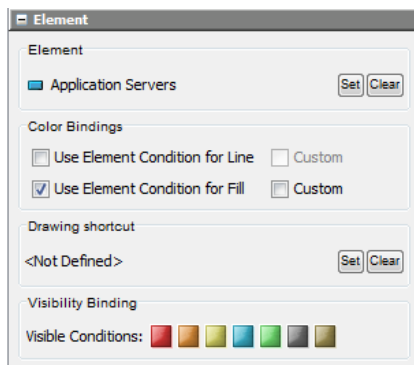 Element
Element
Application Servers Set Clear
Color Bindings
Use Element Condition for Line Custom
Use Element Condition for Fill Custom
Drawing shortcut
<Not Defined> Set Clear
Visibility Binding
Visible Conditions: